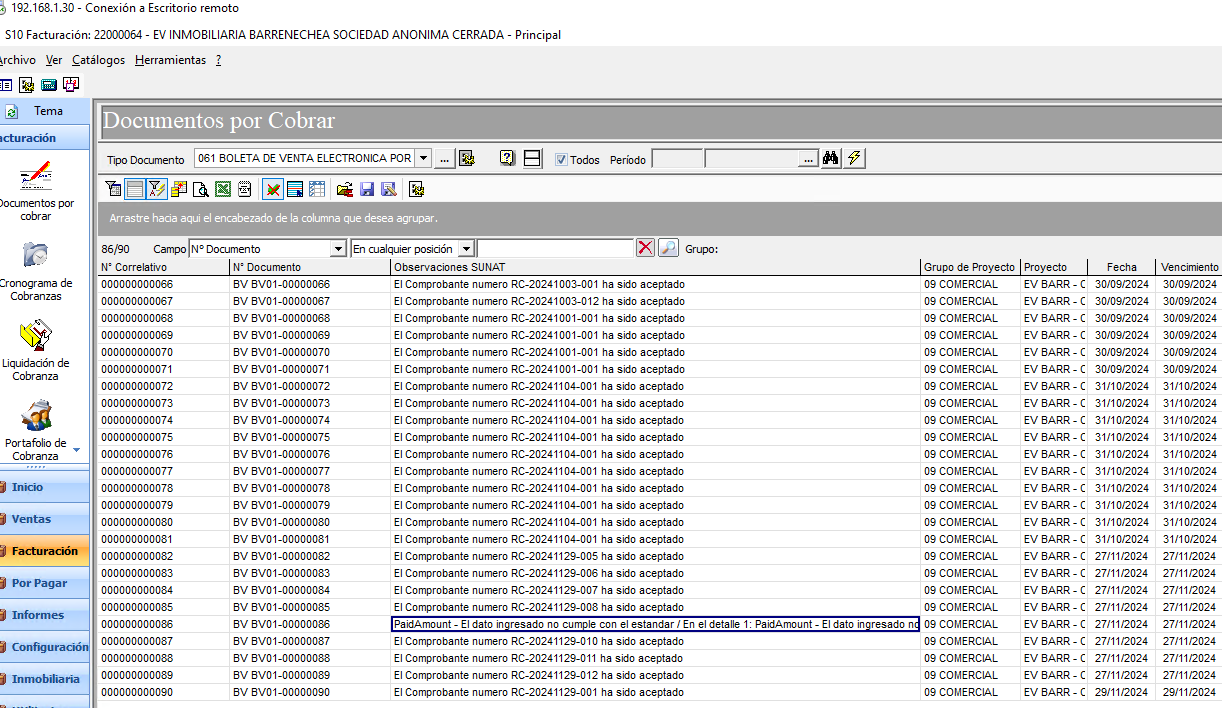 192.168.1.30 - Conexión a Escritorio remoto
S10 Facturación: 22000064 - EV INMOBILIARIA BARRENECHEA SOCIEDAD ANONIMA CERRADA - Principal
Archivo Ver Catálogos Herramientas ?
Tema
Facturación
Documentos por cobrar
Cronograma de Cobranzas
Liquidación de Cobranza
Portafolio de Cobranza
Inicio
Ventas
Facturación
Por Pagar
Informes
Configuración
Inmobiliaria
Documentos por Cobrar
Tipo Documento 061 BOLETA DE VENTA ELECTRONICA POR ... Todos Período ...
Arrastre hacia aqui el encabezado de la columna que desea agrupar.
86/90 Campo N° Documento En cualquier posición Grupo:
N° Correlativo N° Documento Observaciones SUNAT Grupo de Proyecto Proyecto Fecha Vencimiento
000000000066 BV BV01-00000066 El Comprobante numero RC-20241003-001 ha sido aceptado 09 COMERCIAL EV BARR - C 30/09/2024 30/09/2024
000000000067 BV BV01-00000067 El Comprobante numero RC-20241003-012 ha sido aceptado 09 COMERCIAL EV BARR - C 30/09/2024 30/09/2024
000000000068 BV BV01-00000068 El Comprobante numero RC-20241001-001 ha sido aceptado 09 COMERCIAL EV BARR - C 30/09/2024 30/09/2024
000000000069 BV BV01-00000069 El Comprobante numero RC-20241001-001 ha sido aceptado 09 COMERCIAL EV BARR - C 30/09/2024 30/09/2024
000000000070 BV BV01-00000070 El Comprobante numero RC-20241001-001 ha sido aceptado 09 COMERCIAL EV BARR - C 30/09/2024 30/09/2024
000000000071 BV BV01-00000071 El Comprobante numero RC-20241001-001 ha sido aceptado 09 COMERCIAL EV BARR - C 30/09/2024 30/09/2024
000000000072 BV BV01-00000072 El Comprobante numero RC-20241104-001 ha sido aceptado 09 COMERCIAL EV BARR - C 31/10/2024 31/10/2024
000000000073 BV BV01-00000073 El Comprobante numero RC-20241104-001 ha sido aceptado 09 COMERCIAL EV BARR - C 31/10/2024 31/10/2024
000000000074 BV BV01-00000074 El Comprobante numero RC-20241104-001 ha sido aceptado 09 COMERCIAL EV BARR - C 31/10/2024 31/10/2024
000000000075 BV BV01-00000075 El Comprobante numero RC-20241104-001 ha sido aceptado 09 COMERCIAL EV BARR - C 31/10/2024 31/10/2024
000000000076 BV BV01-00000076 El Comprobante numero RC-20241104-001 ha sido aceptado 09 COMERCIAL EV BARR - C 31/10/2024 31/10/2024
000000000077 BV BV01-00000077 El Comprobante numero RC-20241104-001 ha sido aceptado 09 COMERCIAL EV BARR - C 31/10/2024 31/10/2024
000000000078 BV BV01-00000078 El Comprobante numero RC-20241104-001 ha sido aceptado 09 COMERCIAL EV BARR - C 31/10/2024 31/10/2024
000000000079 BV BV01-00000079 El Comprobante numero RC-20241104-001 ha sido aceptado 09 COMERCIAL EV BARR - C 31/10/2024 31/10/2024
000000000080 BV BV01-00000080 El Comprobante numero RC-20241104-001 ha sido aceptado 09 COMERCIAL EV BARR - C 31/10/2024 31/10/2024
000000000081 BV BV01-00000081 El Comprobante numero RC-20241104-001 ha sido aceptado 09 COMERCIAL EV BARR - C 31/10/2024 31/10/2024
000000000082 BV BV01-00000082 El Comprobante numero RC-20241129-005 ha sido aceptado 09 COMERCIAL EV BARR - C 27/11/2024 27/11/2024
000000000083 BV BV01-00000083 El Comprobante numero RC-20241129-006 ha sido aceptado 09 COMERCIAL EV BARR - C 27/11/2024 27/11/2024
000000000084 BV BV01-00000084 El Comprobante numero RC-20241129-007 ha sido aceptado 09 COMERCIAL EV BARR - C 27/11/2024 27/11/2024
000000000085 BV BV01-00000085 El Comprobante numero RC-20241129-008 ha sido aceptado 09 COMERCIAL EV BARR - C 27/11/2024 27/11/2024
000000000086 BV BV01-00000086 PaidAmount - El dato ingresado no cumple con el estandar / En el detalle 1: PaidAmount - El dato ingresado no 09 COMERCIAL EV BARR - C 27/11/2024 27/11/2024
000000000087 BV BV01-00000087 El Comprobante numero RC-20241129-010 ha sido aceptado 09 COMERCIAL EV BARR - C 27/11/2024 27/11/2024
000000000088 BV BV01-00000088 El Comprobante numero RC-20241129-011 ha sido aceptado 09 COMERCIAL EV BARR - C 27/11/2024 27/11/2024
000000000089 BV BV01-00000089 El Comprobante numero RC-20241129-012 ha sido aceptado 09 COMERCIAL EV BARR - C 27/11/2024 27/11/2024
000000000090 BV BV01-00000090 El Comprobante numero RC-20241129-001 ha sido aceptado 09 COMERCIAL EV BARR - C 29/11/2024 29/11/2024